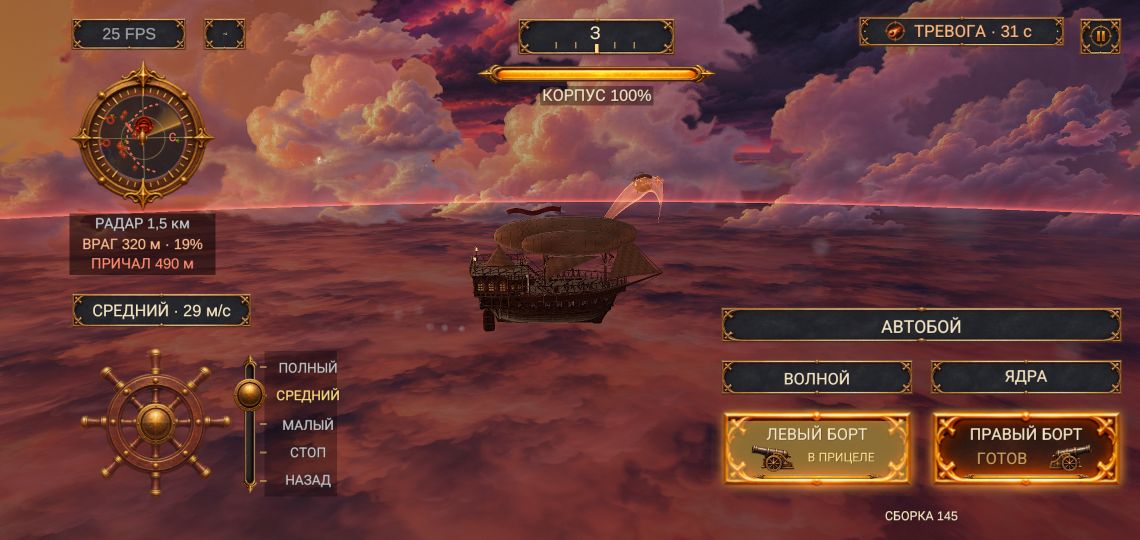 25 FPS
~
З
ТРЕВОГА · 31 с
КОРПУС 100%
С
РАДАР 1,5 км
ВРАГ 320 м · 19%
ПРИЧАЛ 490 м
СРЕДНИЙ · 29 м/с
ПОЛНЫЙ
СРЕДНИЙ
МАЛЫЙ
СТОП
НАЗАД
АВТОБОЙ
ВОЛНОЙ
ЯДРА
ЛЕВЫЙ БОРТ
В ПРИЦЕЛЕ
ПРАВЫЙ БОРТ
ГОТОВ
СБОРКА 145